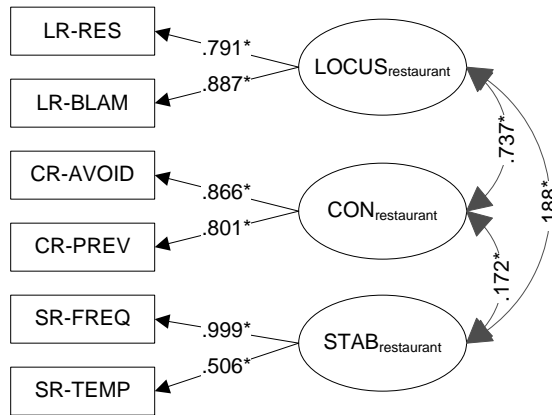 LR-RES
.791*
LOCUSrestaurant
.887*
LR-BLAM
.737*
CR-AVOID
.866*
CONrestaurant
.188*
.801*
CR-PREV
.172*
SR-FREQ
.999*
STABrestaurant
.506*
SR-TEMP